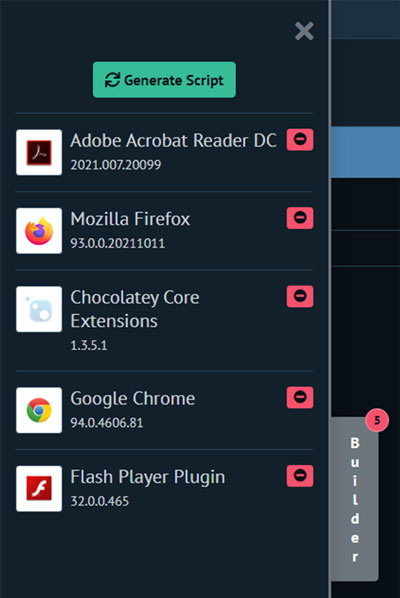 Generate Script
Adobe Acrobat Reader DC
2021.007.20099
Mozilla Firefox
93.0.0.20211011
Chocolatey Core
Extensions
1.3.5.1
Google Chrome
94.0.4606.81
Flash Player Plugin
32.0.0.465
5
Builder